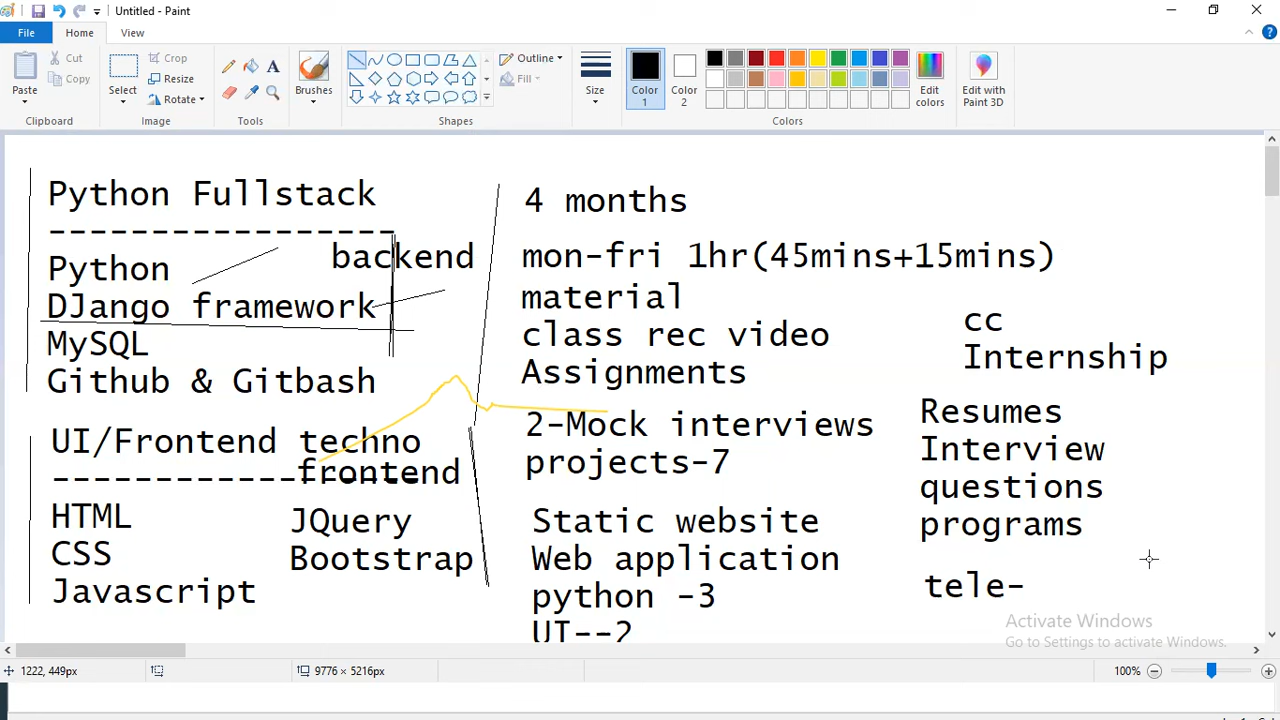 Untitled - Paint
File
Home
View
Paste
Cut
Copy
Clipboard
Select
Crop
Resize
Rotate
Image
Tools
Brushes
Outline
Fill
Shapes
Size
Color 1
Color 2
Edit colors
Colors
Edit with Paint 3D
Python Fullstack
-----------------
backend
Python
DJango framework
MySQL
Github & Gitbash
UI/Frontend techno
------------------
frontend
HTML
CSS
Javascript
JQuery
Bootstrap
4 months
mon-fri 1hr(45mins+15mins)
material
class rec video
Assignments
2-Mock interviews
projects-7
Static website
Web application
python -3
UI--2
cc
Internship
Resumes
Interview
questions
programs
tele-
Activate Windows
Go to Settings to activate Windows.
1222, 449px
9776 × 5216px
100%